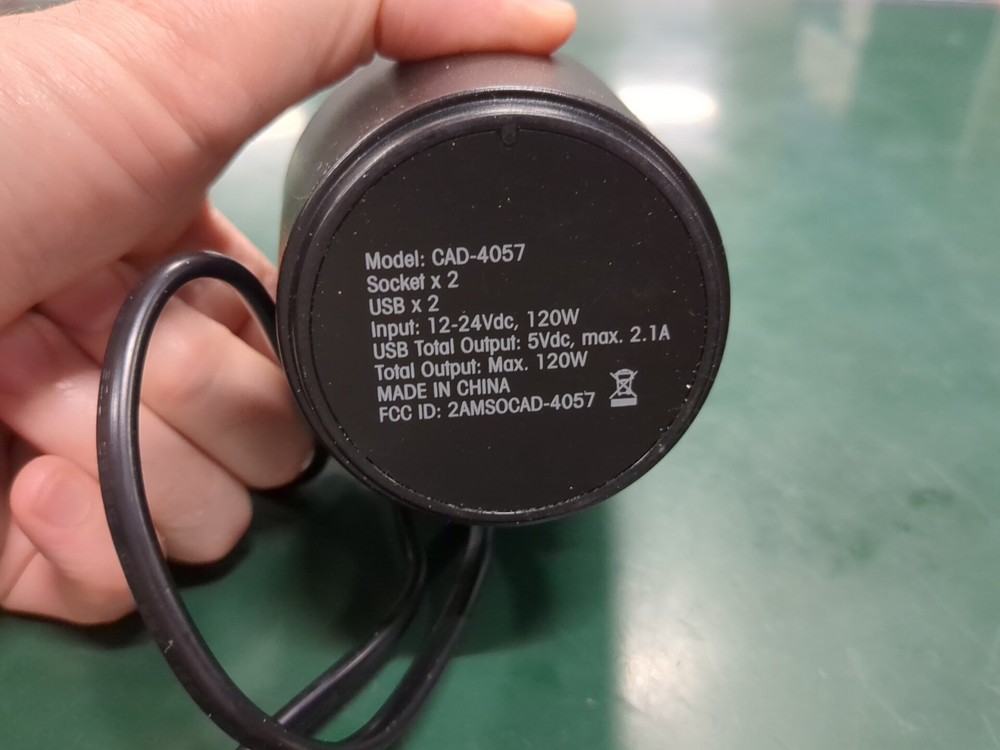 Model: CAD-4057
Socket x 2
USB x 2
Input: 12-24Vdc, 120W
USB Total Output: 5Vdc, max. 2.1A
Total Output: Max. 120W
MADE IN CHINA
FCC ID: 2AMSOCAD-4057